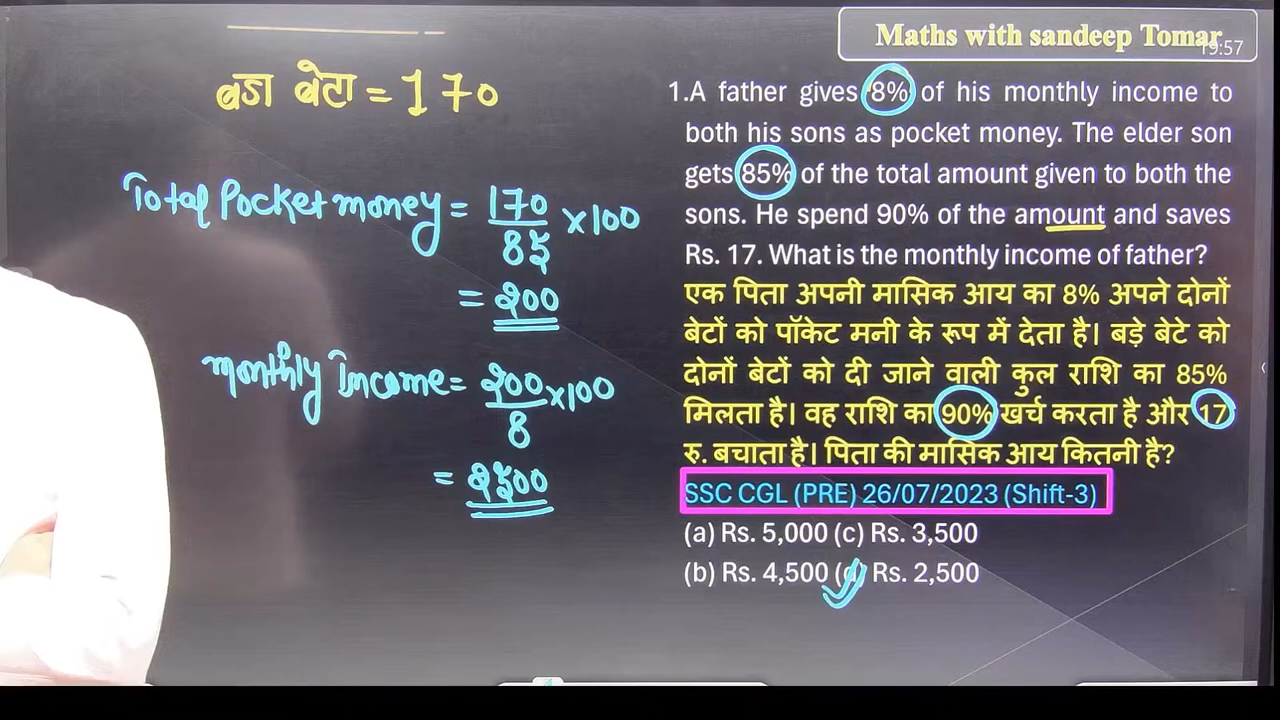 Maths with sandeep Tomar
19:57
बडा बेटा = 170
Total Pocket money = 170/85 × 100
= 200
monthly Income = 200/8 × 100
= 2500
1.A father gives 8% of his monthly income to
both his sons as pocket money. The elder son
gets 85% of the total amount given to both the
sons. He spend 90% of the amount and saves
Rs. 17. What is the monthly income of father?
एक पिता अपनी मासिक आय का 8% अपने दोनों
बेटों को पॉकेट मनी के रूप में देता है। बड़े बेटे को
दोनों बेटों को दी जाने वाली कुल राशि का 85%
मिलता है। वह राशि का 90% खर्च करता है और 17
रु. बचाता है। पिता की मासिक आय कितनी है?
SSC CGL (PRE) 26/07/2023 (Shift-3)
(a) Rs. 5,000 (c) Rs. 3,500
(b) Rs. 4,500 (d) Rs. 2,500